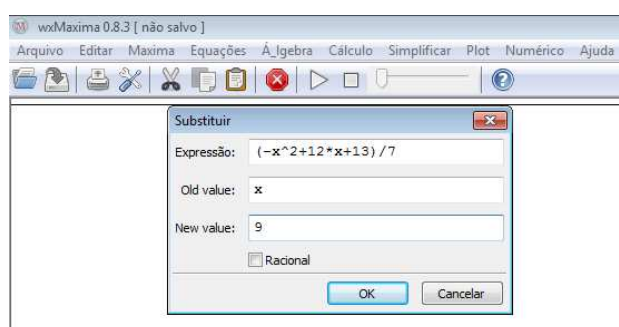 wxMaxima 0.8.3 [ não salvo ]
Arquivo Editar Maxima Equações Á_lgebra Cálculo Simplificar Plot Numérico Ajuda
Substituir
Expressão: (-x^2+12*x+13)/7
Old value: x
New value: 9
Racional
OK Cancelar